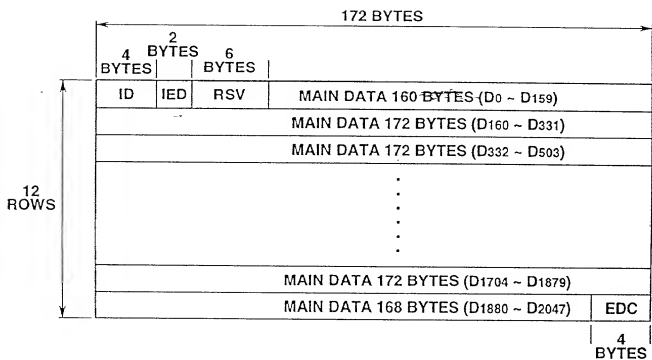 172 BYTES
4 BYTES
2 BYTES
6 BYTES
ID IED RSV MAIN DATA 160 BYTES (D0 ~ D159)
MAIN DATA 172 BYTES (D160 ~ D331)
MAIN DATA 172 BYTES (D332 ~ D503)
12 ROWS
MAIN DATA 172 BYTES (D1704 ~ D1879)
MAIN DATA 168 BYTES (D1880 ~ D2047) EDC
4 BYTES